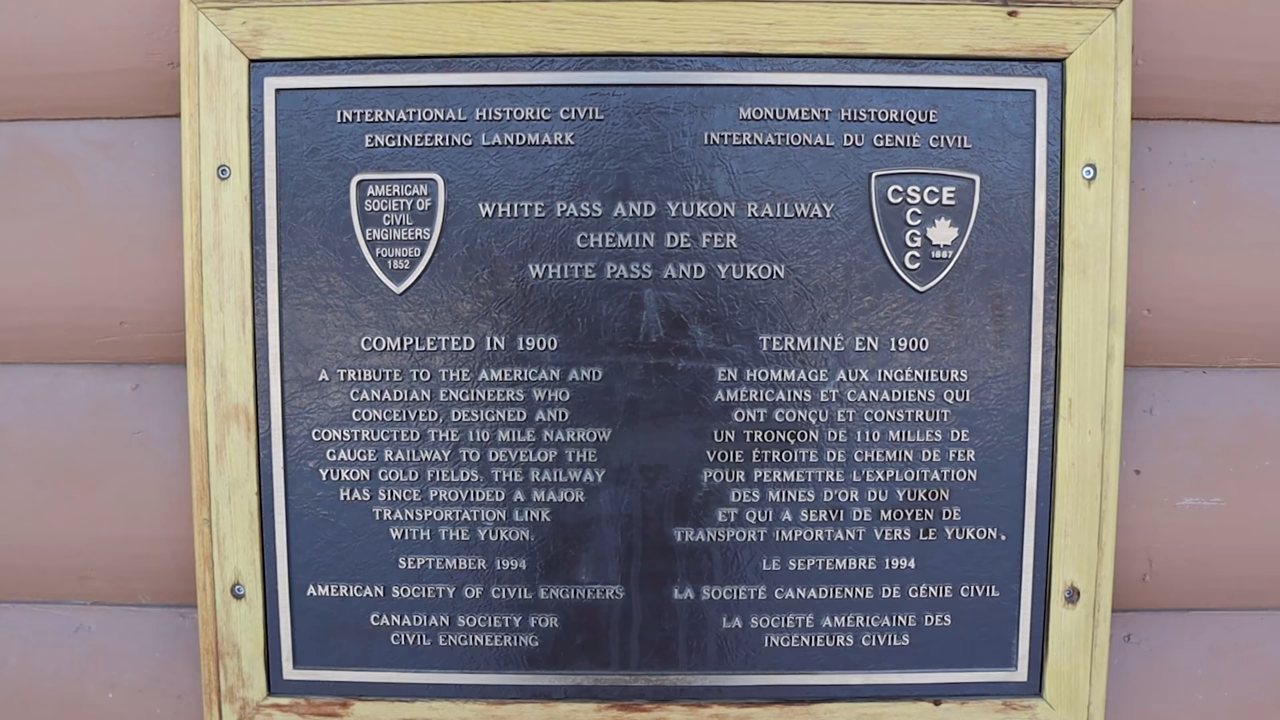 INTERNATIONAL HISTORIC CIVIL
ENGINEERING LANDMARK
MONUMENT HISTORIQUE
INTERNATIONAL DU GENIÉ CIVIL
AMERICAN
SOCIETY OF
CIVIL
ENGINEERS
FOUNDED
1852
WHITE PASS AND YUKON RAILWAY
CHEMIN DE FER
WHITE PASS AND YUKON
CSCE
S
C
G
C
1887
COMPLETED IN 1900
A TRIBUTE TO THE AMERICAN AND
CANADIAN ENGINEERS WHO
CONCEIVED, DESIGNED AND
CONSTRUCTED THE 110 MILE NARROW
GAUGE RAILWAY TO DEVELOP THE
YUKON GOLD FIELDS. THE RAILWAY
HAS SINCE PROVIDED A MAJOR
TRANSPORTATION LINK
WITH THE YUKON.
SEPTEMBER 1994
AMERICAN SOCIETY OF CIVIL ENGINEERS
CANADIAN SOCIETY FOR
CIVIL ENGINEERING
TERMINÉ EN 1900
EN HOMMAGE AUX INGÉNIEURS
AMÉRICAINS ET CANADIENS QUI
ONT CONÇU ET CONSTRUIT
UN TRONÇON DE 110 MILLES DE
VOIE ÉTROITE DE CHEMIN DE FER
POUR PERMETTRE L'EXPLOITATION
DES MINES D'OR DU YUKON
ET QUI A SERVI DE MOYEN DE
TRANSPORT IMPORTANT VERS LE YUKON.
LE SEPTEMBRE 1994
LA SOCIÉTÉ CANADIENNE DE GÉNIE CIVIL
LA SOCIÉTÉ AMÉRICAINE DES
INGÉNIEURS CIVILS